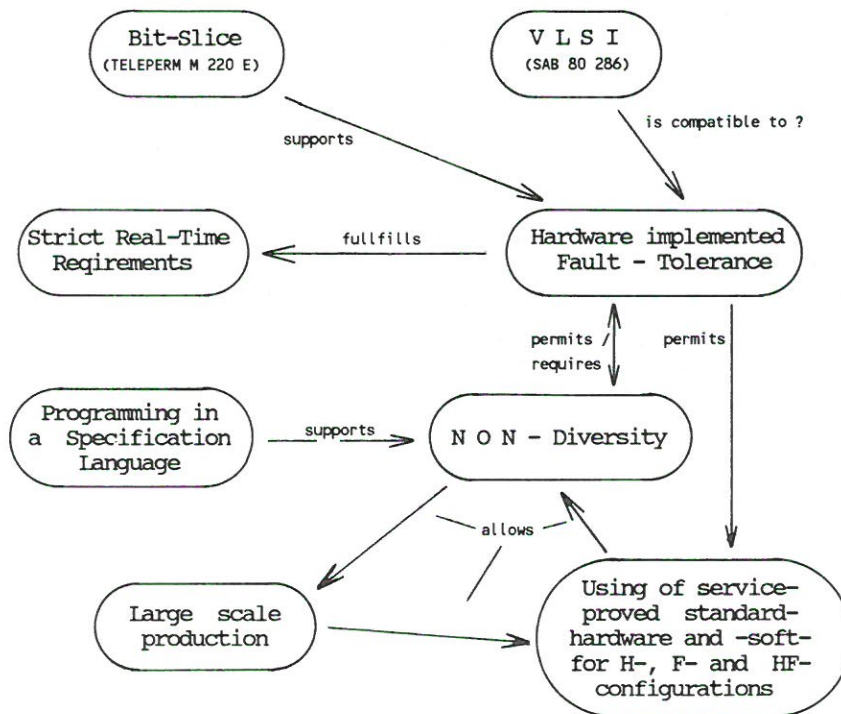 Bit-Slice
(TELEPERM M 220 E)
V L S I
(SAB 80 286)
supports
is compatible to ?
Strict Real-Time
Reqirements
fullfills
Hardware implemented
Fault - Tolerance
permits /
requires
permits
Programming in
a Specification
Language
supports
N O N - Diversity
allows
Large scale
production
Using of service-
proved standard-
hardware and -soft-
for H-, F- and HF-
configurations